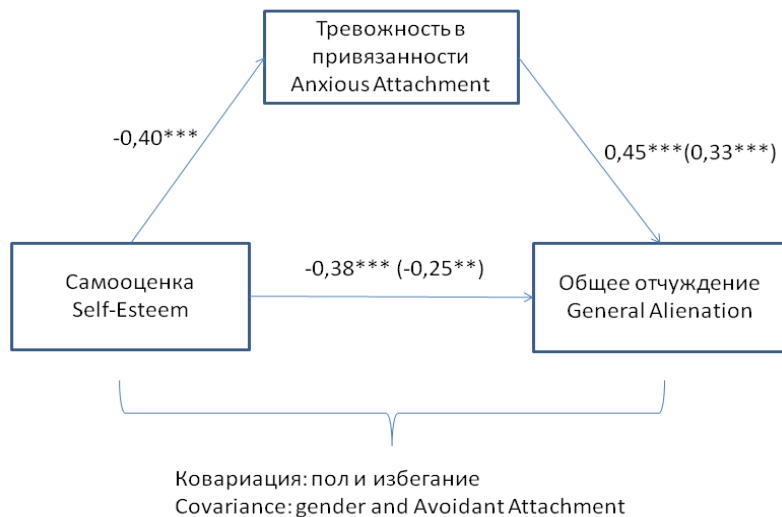 Тревожность в
привязанности
Anxious Attachment
-0,40***
0,45***(0,33***)
-0,38*** (-0,25**)
Самооценка
Self-Esteem
Общее отчуждение
General Alienation
Ковариация: пол и избегание
Covariance: gender and Avoidant Attachment